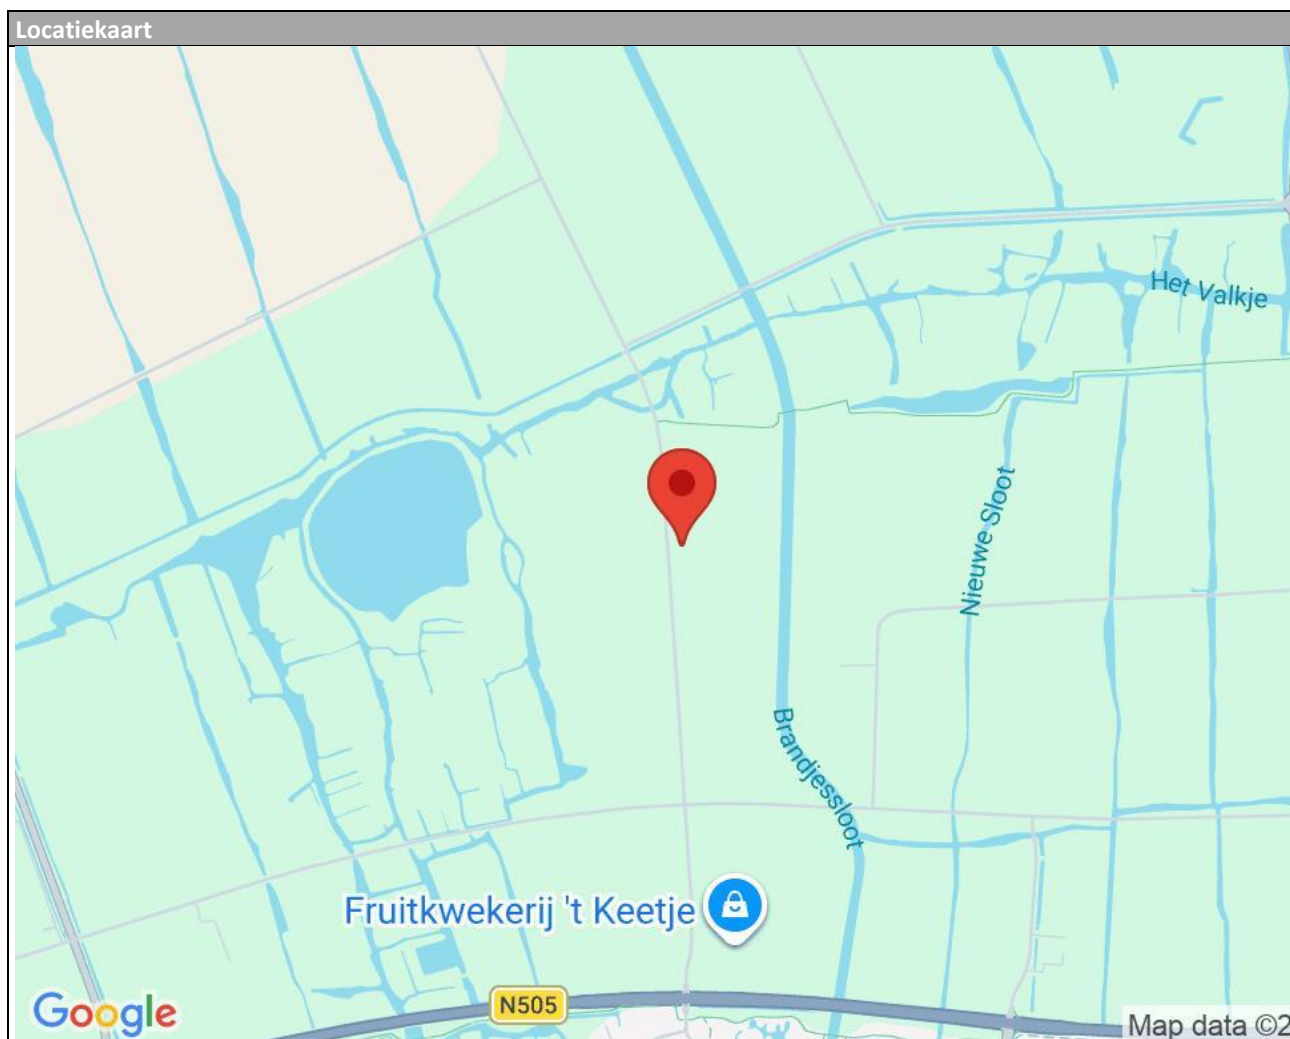 Locatiekaart
Het Valkje
Nieuwe Sloot
Brandjessloot
Fruitkwekerij 't Keetje
N505
Google
Map data ©2